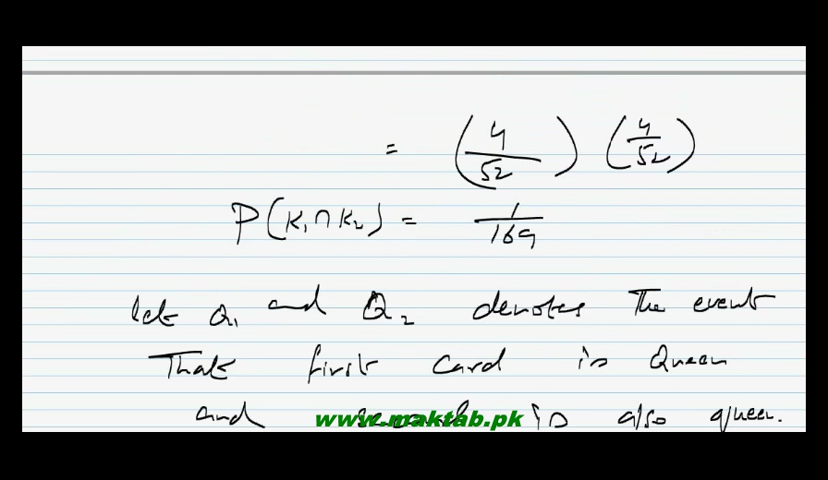 = (4/52) (4/52)
P(K₁∩K₂) = 1/169
let Q₁ and Q₂ denotes The event
That first card is Queen
and second is also queen.
www.maktab.pk